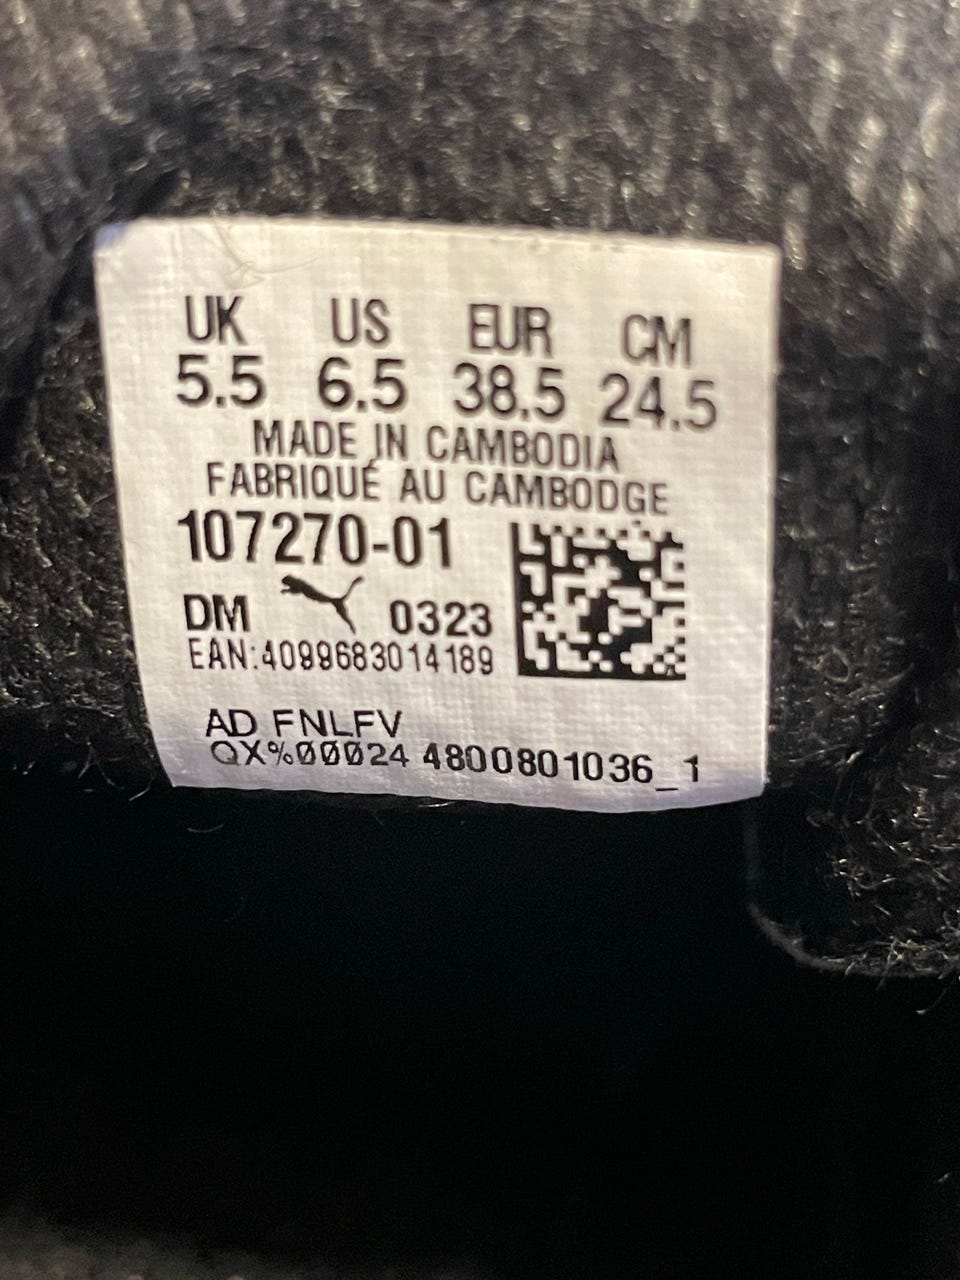 UK US EUR CM
5.5 6.5 38.5 24.5
MADE IN CAMBODIA
FABRIQUÉ AU CAMBODGE
107270-01
DM 0323
EAN:4099683014189
AD FNLFV
QX%00024 4800801036_1